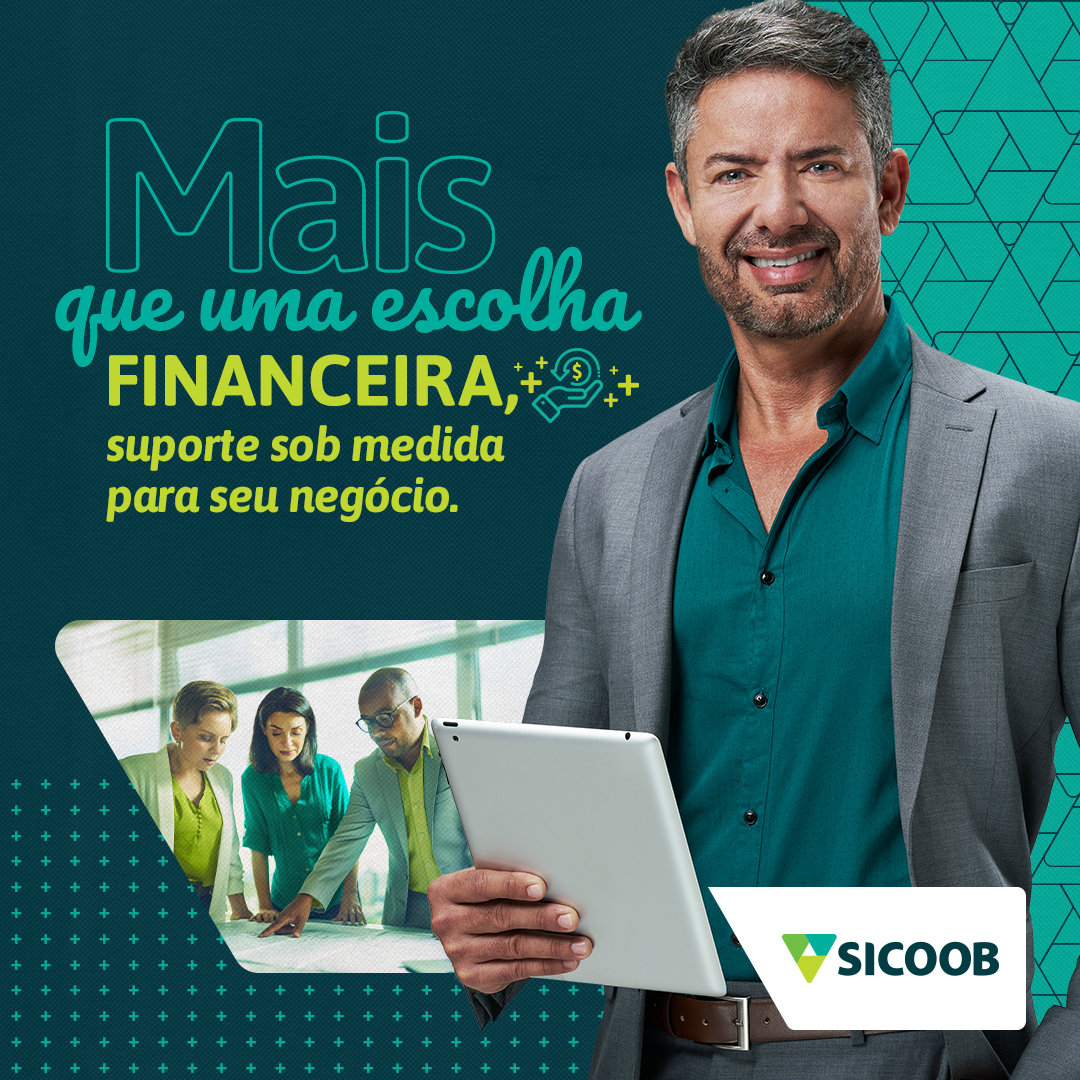 Mais
que uma escolha
FINANCEIRA,
$
suporte sob medida
para seu negócio.
SICOOB